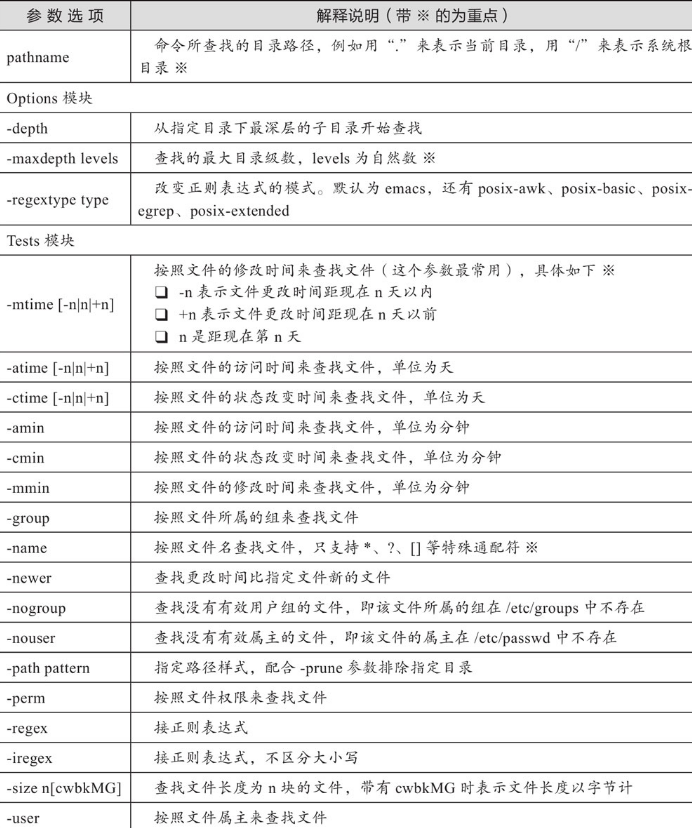 参数选项 解释说明（带 ※ 的为重点）
pathname 命令所查找的目录路径，例如用“.”来表示当前目录，用“/”来表示系统根
目录 ※
Options 模块
-depth 从指定目录下最深层的子目录开始查找
-maxdepth levels 查找的最大目录级数，levels 为自然数 ※
-regextype type 改变正则表达式的模式。默认为 emacs，还有 posix-awk、posix-basic、posix-
egrep、posix-extended
Tests 模块
-mtime [-n|n|+n] 按照文件的修改时间来查找文件（这个参数最常用），具体如下 ※
❑ -n 表示文件更改时间距现在 n 天以内
❑ +n 表示文件更改时间距现在 n 天以前
❑ n 是距现在第 n 天
-atime [-n|n|+n] 按照文件的访问时间来查找文件，单位为天
-ctime [-n|n|+n] 按照文件的状态改变时间来查找文件，单位为天
-amin 按照文件的访问时间来查找文件，单位为分钟
-cmin 按照文件的状态改变时间来查找文件，单位为分钟
-mmin 按照文件的修改时间来查找文件，单位为分钟
-group 按照文件所属的组来查找文件
-name 按照文件名查找文件，只支持 *、?、[] 等特殊通配符 ※
-newer 查找更改时间比指定文件新的文件
-nogroup 查找没有有效用户组的文件，即该文件所属的组在 /etc/groups 中不存在
-nouser 查找没有有效属主的文件，即该文件的属主在 /etc/passwd 中不存在
-path pattern 指定路径样式，配合 -prune 参数排除指定目录
-perm 按照文件权限来查找文件
-regex 接正则表达式
-iregex 接正则表达式，不区分大小写
-size n[cwbkMG] 查找文件长度为 n 块的文件，带有 cwbkMG 时表示文件长度以字节计
-user 按照文件属主来查找文件